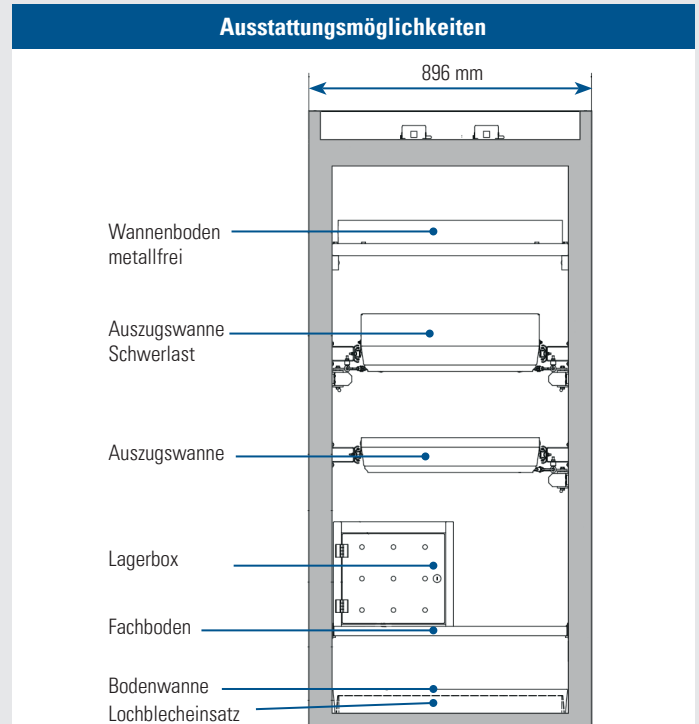 Ausstattungsmöglichkeiten
896 mm
Wannenboden
metallfrei
Auszugswanne
Schwerlast
Auszugswanne
Lagerbox
Fachboden
Bodenwanne
Lochblecheinsatz